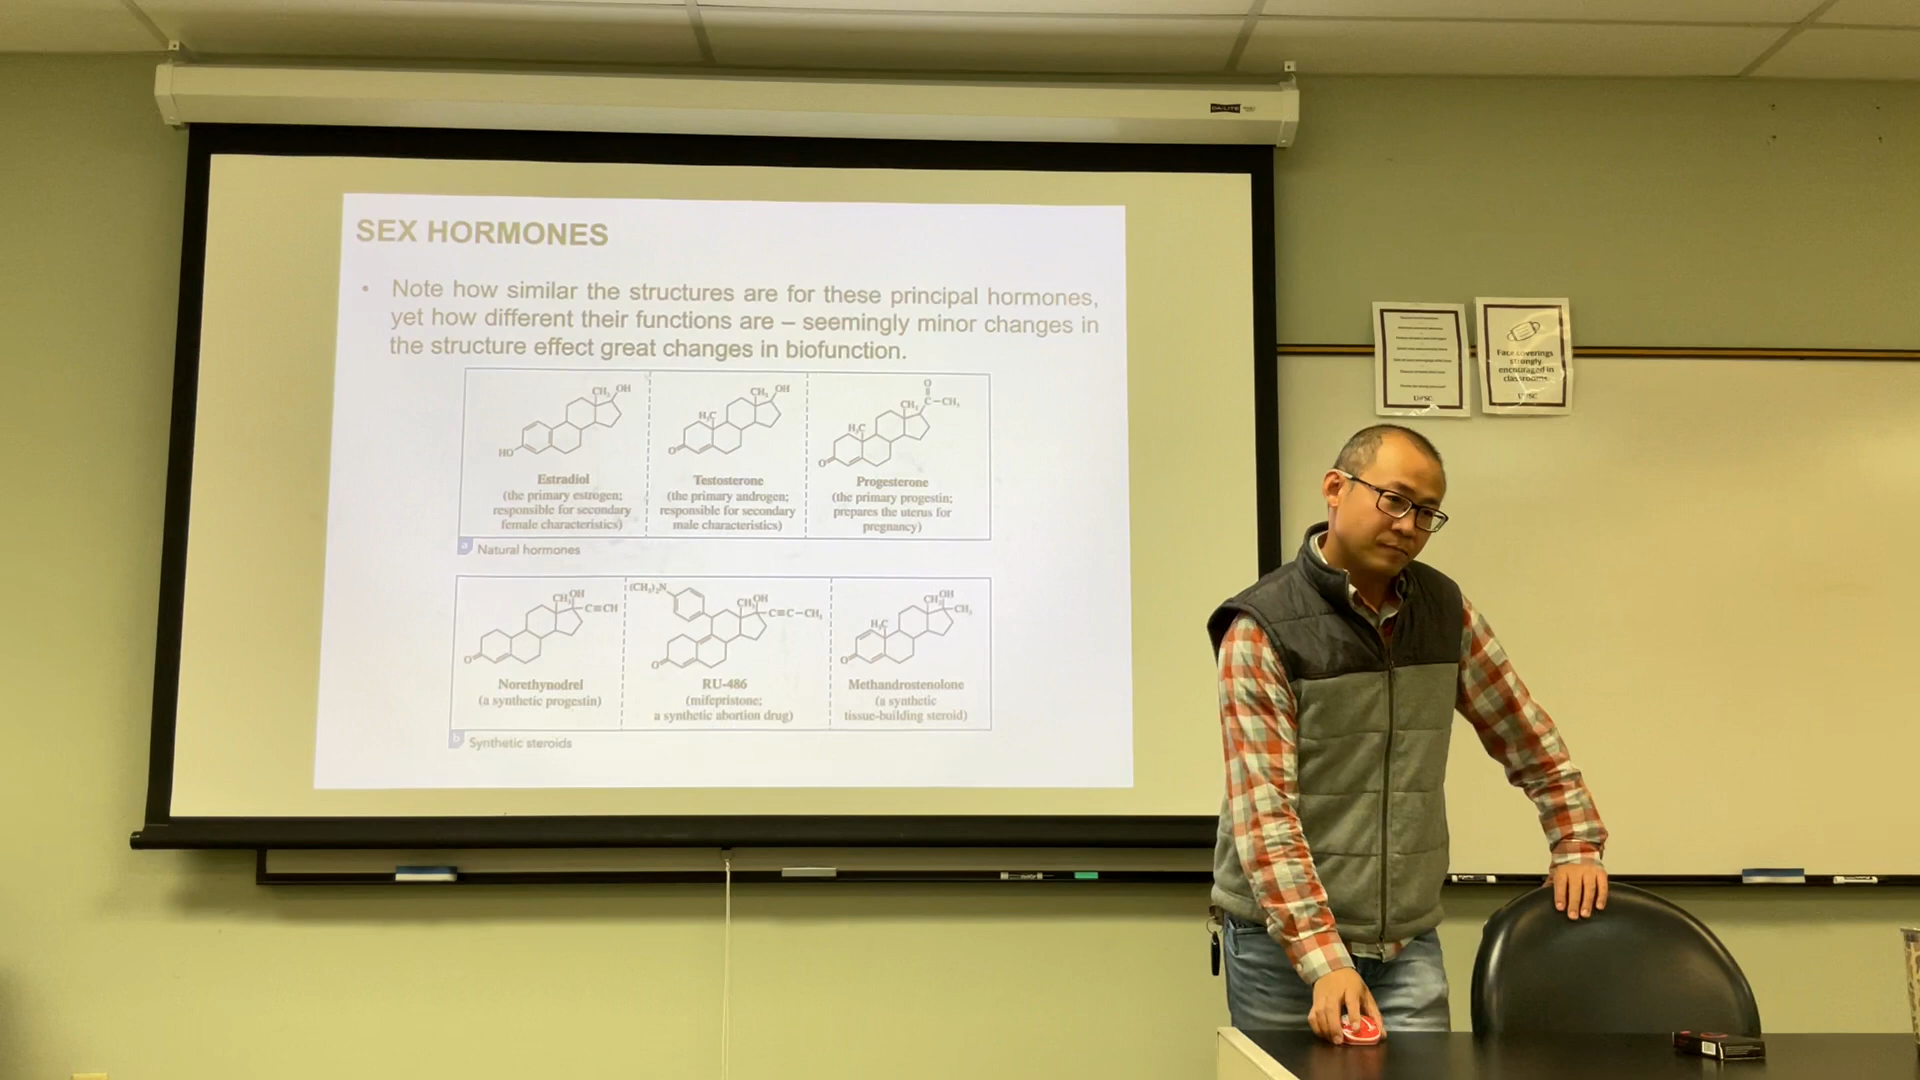 DA-LITE
SEX HORMONES
• Note how similar the structures are for these principal hormones,
yet how different their functions are – seemingly minor changes in
the structure effect great changes in biofunction.
CH₃ OH
HO
Estradiol
(the primary estrogen;
responsible for secondary
female characteristics)
CH₃ OH
H₃C
O
Testosterone
(the primary androgen;
responsible for secondary
male characteristics)
O
CH₃ C–CH₃
H₃C
O
Progesterone
(the primary progestin;
prepares the uterus for
pregnancy)
a Natural hormones
CH₃ OH
C≡CH
O
Norethynodrel
(a synthetic progestin)
(CH₃)₂N
CH₃ OH
C≡C–CH₃
O
RU-486
(mifepristone;
a synthetic abortion drug)
CH₃ OH
CH₃
H₃C
O
Methandrostenolone
(a synthetic
tissue-building steroid)
b Synthetic steroids
Face coverings
strongly
encouraged in
classrooms.